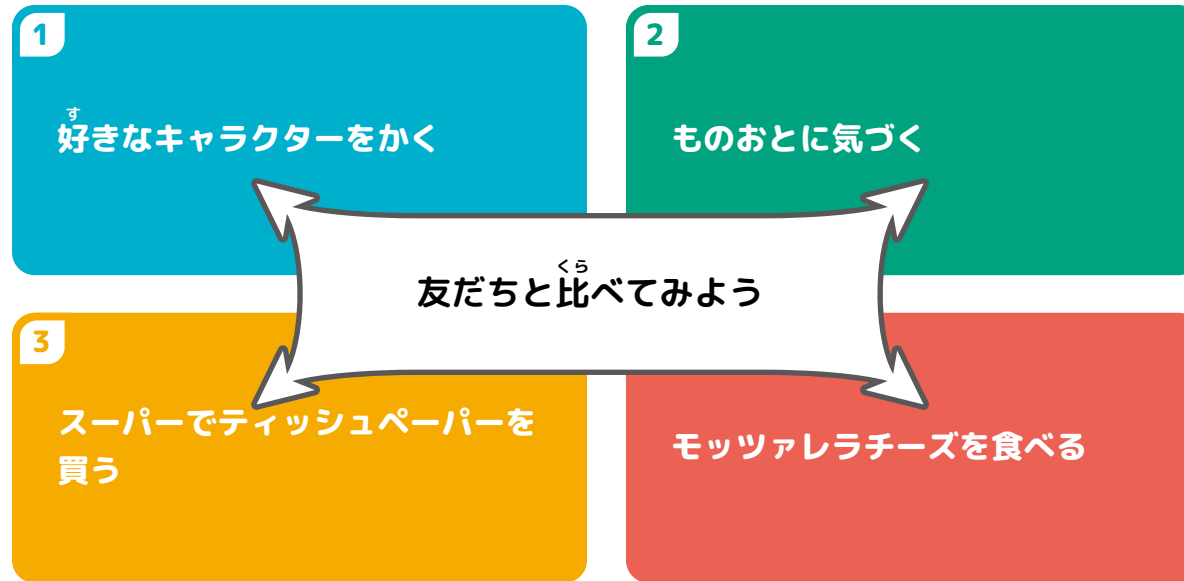 1
好きなキャラクターをかく
す
2
ものおとに気づく
友だちと比べてみよう
くら
3
スーパーでティッシュペーパーを
買う
モッツァレラチーズを食べる